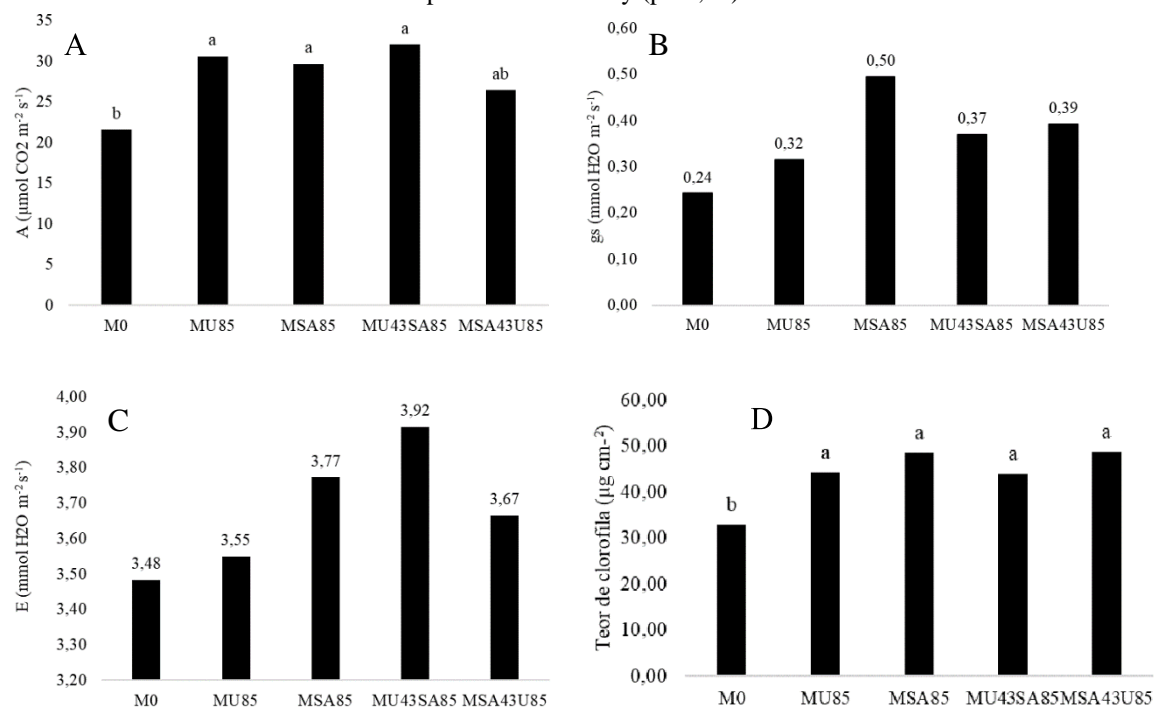 A
A (µmol CO2 m-2 s-1)
35
30
25
20
15
10
5
0
b
a
a
a
ab
M0 MU85 MSA85 MU43SA85 MSA43U85
B
gs (mmol H2O m-2 s-1)
0,60
0,50
0,40
0,30
0,20
0,10
0,00
0,24
0,32
0,50
0,37
0,39
M0 MU85 MSA85 MU43SA85 MSA43U85
C
E (mmol H2O m-2 s-1)
4,00
3,90
3,80
3,70
3,60
3,50
3,40
3,30
3,20
3,48
3,55
3,77
3,92
3,67
M0 MU85 MSA85 MU43SA85 MSA43U85
D
Teor de clorofila (µg cm-2)
60,00
50,00
40,00
30,00
20,00
10,00
0,00
b
a
a
a
a
M0 MU85 MSA85 MU43SA85 MSA43U85